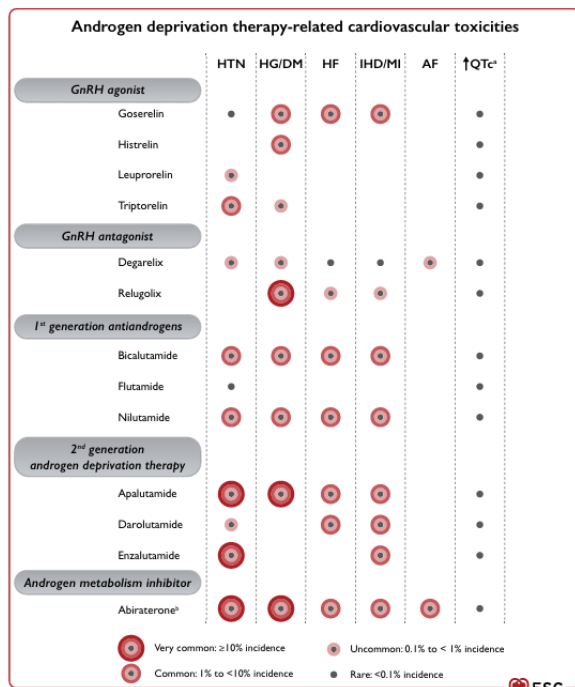 Androgen deprivation therapy-related cardiovascular toxicities
HTN HG/DM HF IHD/MI AF ↑QTcᵃ
GnRH agonist
Goserelin
Histrelin
Leuprorelin
Triptorelin
GnRH antagonist
Degarelix
Relugolix
1st generation antiandrogens
Bicalutamide
Flutamide
Nilutamide
2nd generation
androgen deprivation therapy
Apalutamide
Darolutamide
Enzalutamide
Androgen metabolism inhibitor
Abirateroneᵇ
Very common: ≥10% incidence Uncommon: 0.1% to < 1% incidence
Common: 1% to <10% incidence Rare: <0.1% incidence